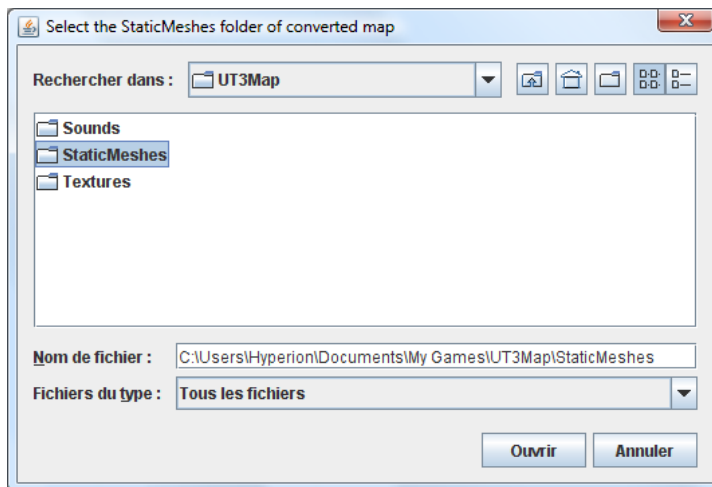 Select the StaticMeshes folder of converted map
Rechercher dans : UT3Map
Sounds
StaticMeshes
Textures
Nom de fichier : C:\Users\Hyperion\Documents\My Games\UT3Map\StaticMeshes
Fichiers du type : Tous les fichiers
Ouvrir Annuler